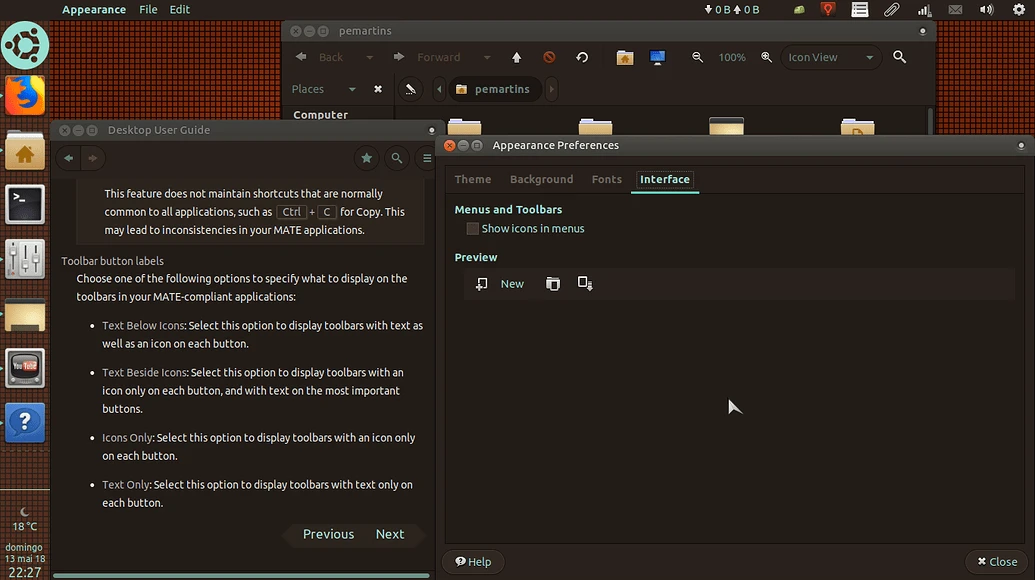 Appearance File Edit
0 B 0 B
pemartins
Back Forward 100% Icon View
Places pemartins
Computer
Desktop User Guide
This feature does not maintain shortcuts that are normally
common to all applications, such as Ctrl + C for Copy. This
may lead to inconsistencies in your MATE applications.
Toolbar button labels
Choose one of the following options to specify what to display on the
toolbars in your MATE-compliant applications:
Text Below Icons: Select this option to display toolbars with text as
well as an icon on each button.
Text Beside Icons: Select this option to display toolbars with an
icon only on each button, and with text on the most important
buttons.
Icons Only: Select this option to display toolbars with an icon only
on each button.
Text Only: Select this option to display toolbars with text only on
each button.
Previous Next
Appearance Preferences
Theme Background Fonts Interface
Menus and Toolbars
Show icons in menus
Preview
New
Help Close
YouTube
18 °C
domingo
13 mai 18
22:27